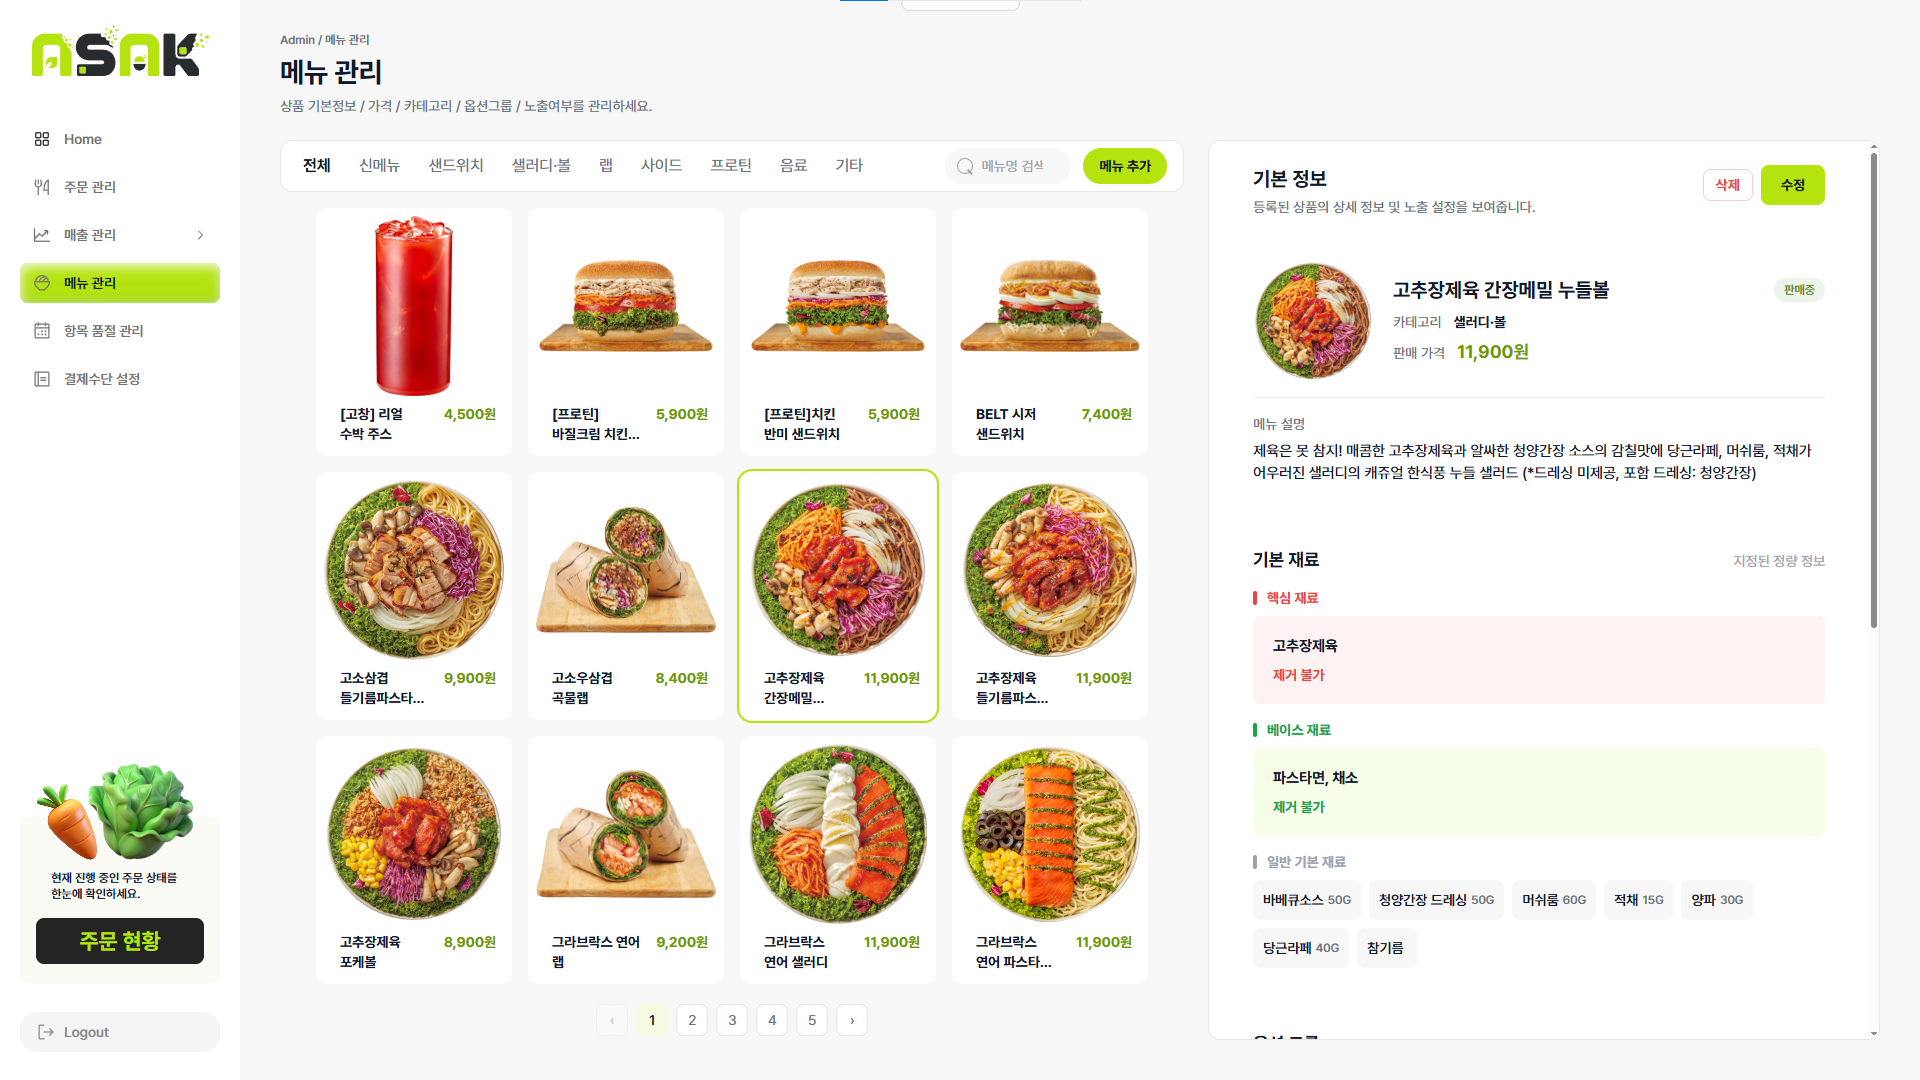 ASAK
Home
주문 관리
매출 관리
메뉴 관리
항목 품절 관리
결제수단 설정
현재 진행 중인 주문 상태를
한눈에 확인하세요.
주문 현황
Logout
Admin / 메뉴 관리
메뉴 관리
상품 기본정보 / 가격 / 카테고리 / 옵션그룹 / 노출여부를 관리하세요.
전체 신메뉴 샌드위치 샐러디·볼 랩 사이드 프로틴 음료 기타 메뉴명 검색 메뉴 추가
[고창] 리얼 4,500원
수박 주스
[프로틴] 5,900원
바질크림 치킨...
[프로틴]치킨 5,900원
반미 샌드위치
BELT 시저 7,400원
샌드위치
고소삼겹 9,900원
들기름파스타...
고소우삼겹 8,400원
곡물랩
고추장제육 11,900원
간장메밀...
고추장제육 11,900원
들기름파스...
고추장제육 8,900원
포케볼
그라브락스 연어 9,200원
랩
그라브락스 11,900원
연어 샐러디
그라브락스 11,900원
연어 파스타...
‹ 1 2 3 4 5 ›
기본 정보 삭제 수정
등록된 상품의 상세 정보 및 노출 설정을 보여줍니다.
고추장제육 간장메밀 누들볼 판매중
카테고리 샐러디·볼
판매 가격 11,900원
메뉴 설명
제육은 못 참지! 매콤한 고추장제육과 알싸한 청양간장 소스의 감칠맛에 당근라페, 머쉬룸, 적채가
어우러진 샐러디의 캐쥬얼 한식풍 누들 샐러드 (*드레싱 미제공, 포함 드레싱: 청양간장)
기본 재료 지정된 정량 정보
핵심 재료
고추장제육
제거 불가
베이스 재료
파스타면, 채소
제거 불가
일반 기본 재료
바베큐소스 50G 청양간장 드레싱 50G 머쉬룸 60G 적채 15G 양파 30G
당근라페 40G 참기름